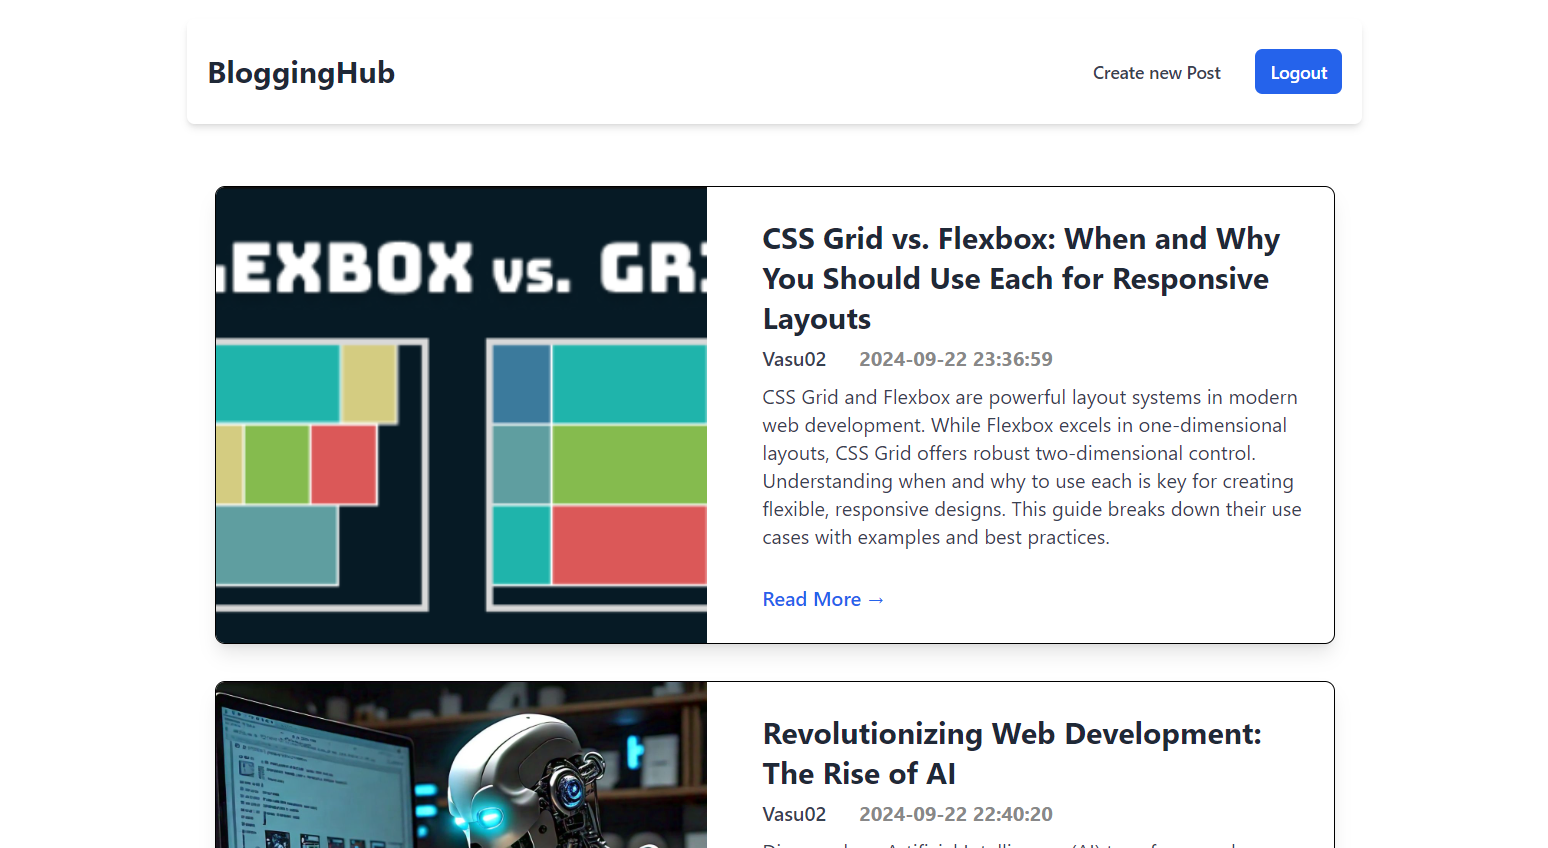 BloggingHub
Create new Post
Logout
EXBOX vs. GR
CSS Grid vs. Flexbox: When and Why
You Should Use Each for Responsive
Layouts
Vasu02 2024-09-22 23:36:59
CSS Grid and Flexbox are powerful layout systems in modern
web development. While Flexbox excels in one-dimensional
layouts, CSS Grid offers robust two-dimensional control.
Understanding when and why to use each is key for creating
flexible, responsive designs. This guide breaks down their use
cases with examples and best practices.
Read More →
Revolutionizing Web Development:
The Rise of AI
Vasu02 2024-09-22 22:40:20